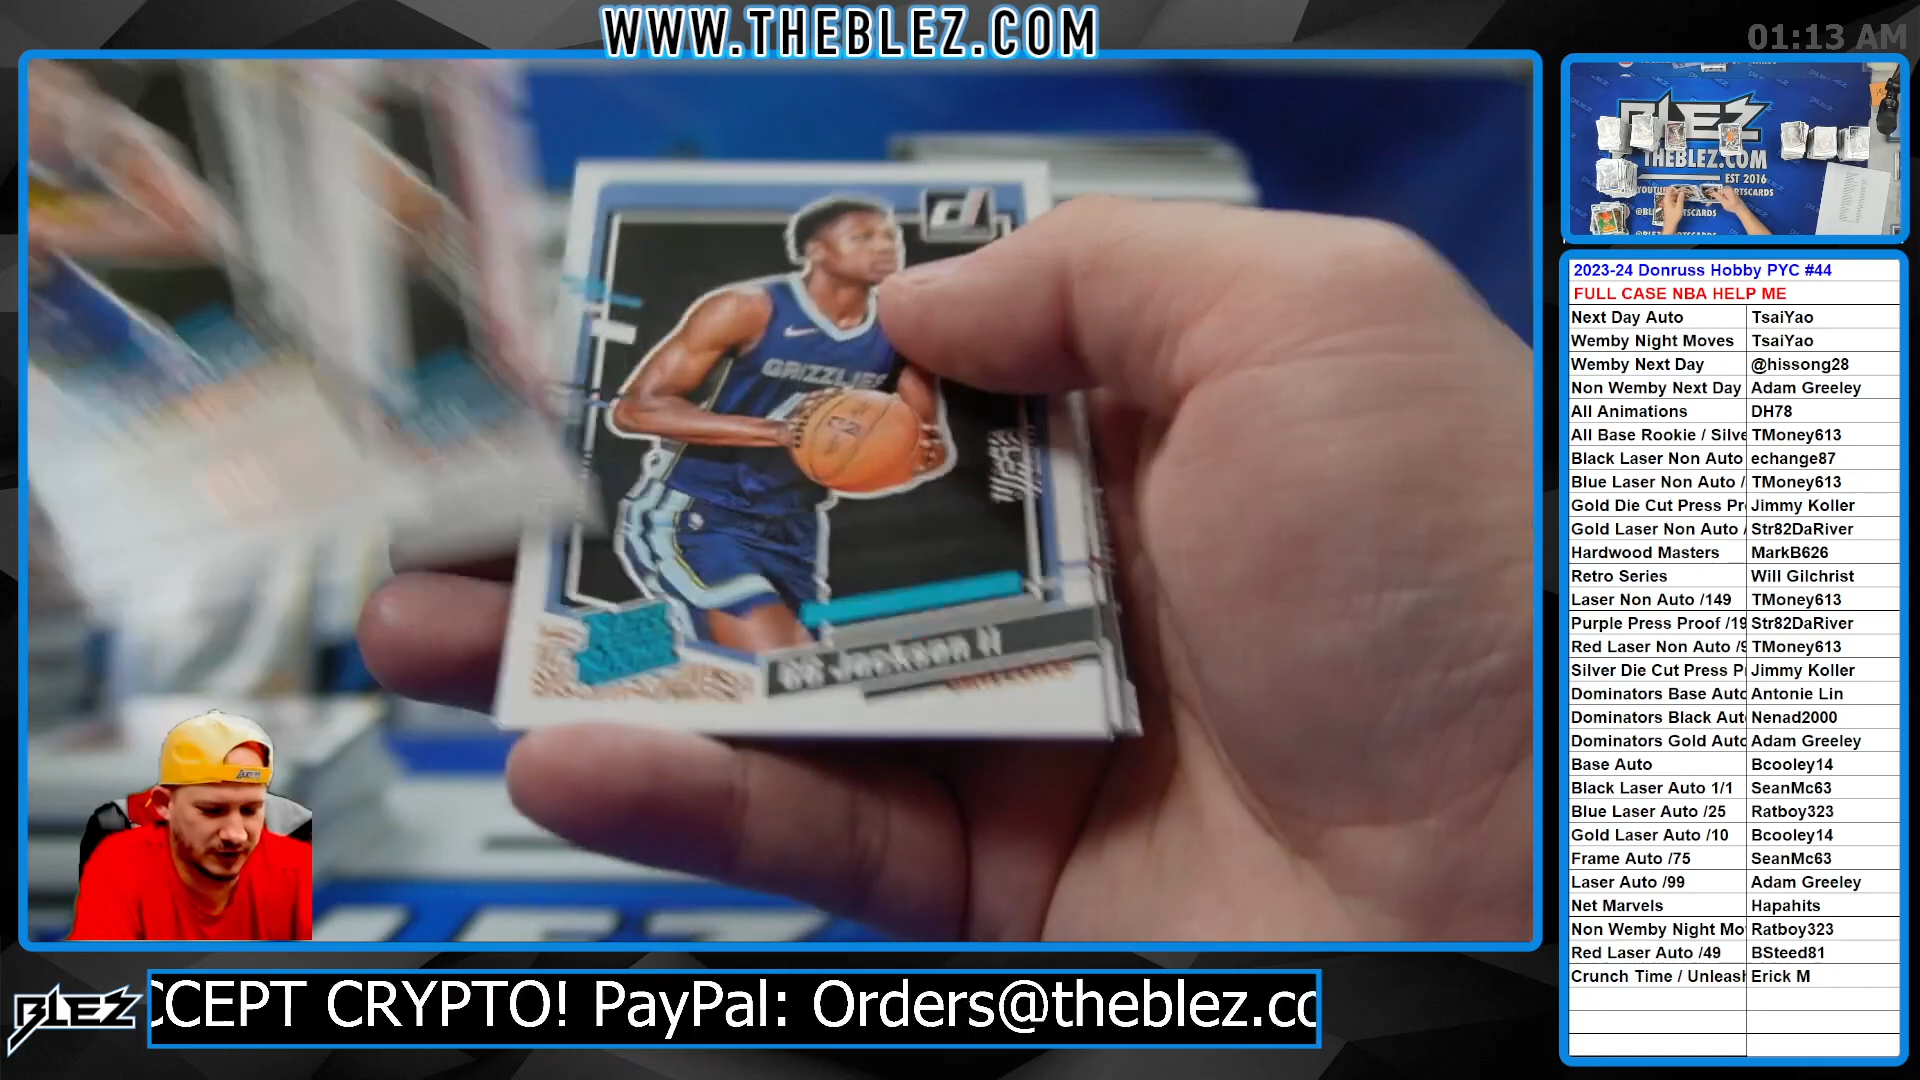 WWW.THEBLEZ.COM
01:13 AM
GRIZZLIES
GG Jackson II
BLEZ
THEBLEZ.COM
EST 2016
2023-24 Donruss Hobby PYC #44
FULL CASE NBA HELP ME
Next Day Auto TsaiYao
Wemby Night Moves TsaiYao
Wemby Next Day @hissong28
Non Wemby Next Day Adam Greeley
All Animations DH78
All Base Rookie / Silve TMoney613
Black Laser Non Auto echange87
Blue Laser Non Auto / TMoney613
Gold Die Cut Press Pr Jimmy Koller
Gold Laser Non Auto / Str82DaRiver
Hardwood Masters MarkB626
Retro Series Will Gilchrist
Laser Non Auto /149 TMoney613
Purple Press Proof /19 Str82DaRiver
Red Laser Non Auto /9 TMoney613
Silver Die Cut Press P Jimmy Koller
Dominators Base Auto Antonie Lin
Dominators Black Aut Nenad2000
Dominators Gold Auto Adam Greeley
Base Auto Bcooley14
Black Laser Auto 1/1 SeanMc63
Blue Laser Auto /25 Ratboy323
Gold Laser Auto /10 Bcooley14
Frame Auto /75 SeanMc63
Laser Auto /99 Adam Greeley
Net Marvels Hapahits
Non Wemby Night Mo Ratboy323
Red Laser Auto /49 BSteed81
Crunch Time / Unleash Erick M
BLEZ
CCEPT CRYPTO! PayPal: Orders@theblez.co